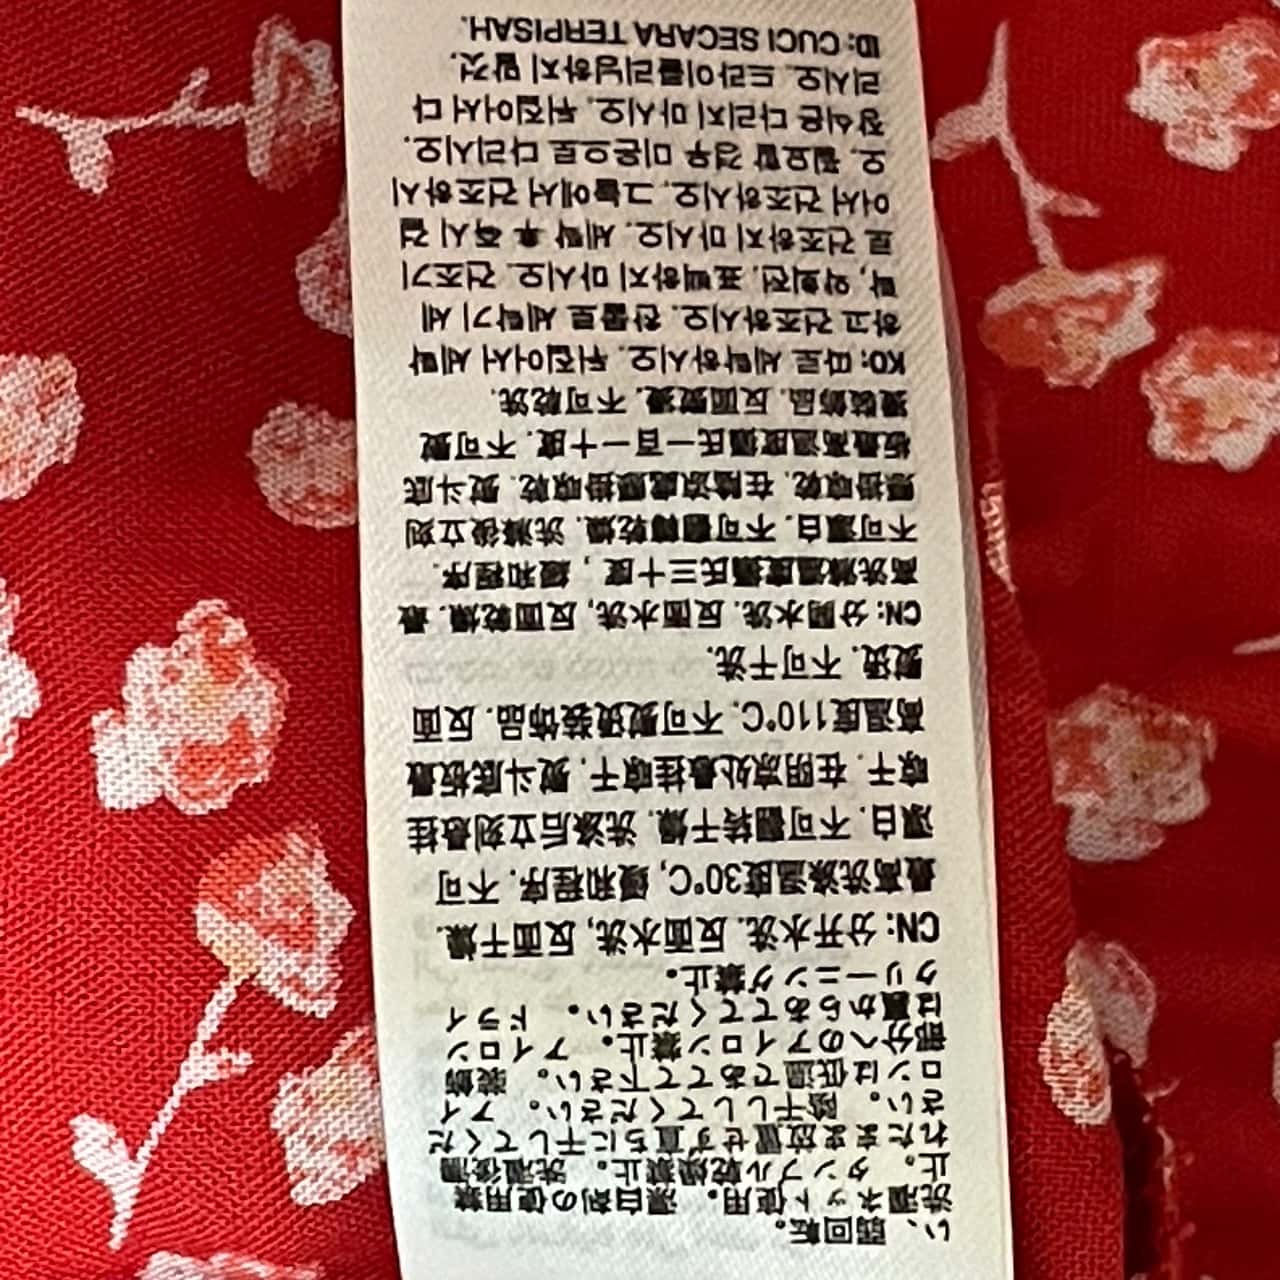 い、弱回転。
洗濯ネット使用。漂白剤の使用禁
止。タンブル乾燥禁止。洗濯後濡
れたまま放置せず直ちに干してくだ
さい。陰干ししてください。アイ
ロンは低温であてて下さい。装飾
部分へのアイロン禁止。アイロン
は裏からあててください。ドライ
クリーニング禁止。
CN: 分开水洗. 反面水洗, 反面干燥.
最高洗涤温度30°C, 缓和程序. 不可
漂白. 不可翻转干燥. 洗涤后立刻悬挂
晾干. 在阴凉处悬挂晾干. 熨斗底板最
高温度110°C. 不可熨烫装饰品. 反面
熨烫. 不可干洗.
CN: 分開水洗. 反面水洗, 反面乾燥. 最
高洗滌溫度攝氏三十度, 緩和程序.
不可漂白. 不可翻轉乾燥. 洗滌後立刻
懸掛晾乾. 在陰涼處懸掛晾乾. 熨斗底
板最高溫度攝氏一百一十度. 不可熨
燙裝飾品. 反面熨燙. 不可乾洗.
KO: 따로 세탁하시오. 뒤집어서 세탁
하고 건조하시오. 찬물로 세탁기 세
탁, 약회전. 표백하지 마시오. 건조기
로 건조하지 마시오. 세탁 후 즉시 걸
어서 건조하시오. 그늘에서 건조하시
오. 필요할 경우 미온으로 다리시오.
장식은 다리지 마시오. 뒤집어서 다
리시오. 드라이클리닝하지 말것.
ID: CUCI SECARA TERPISAH.